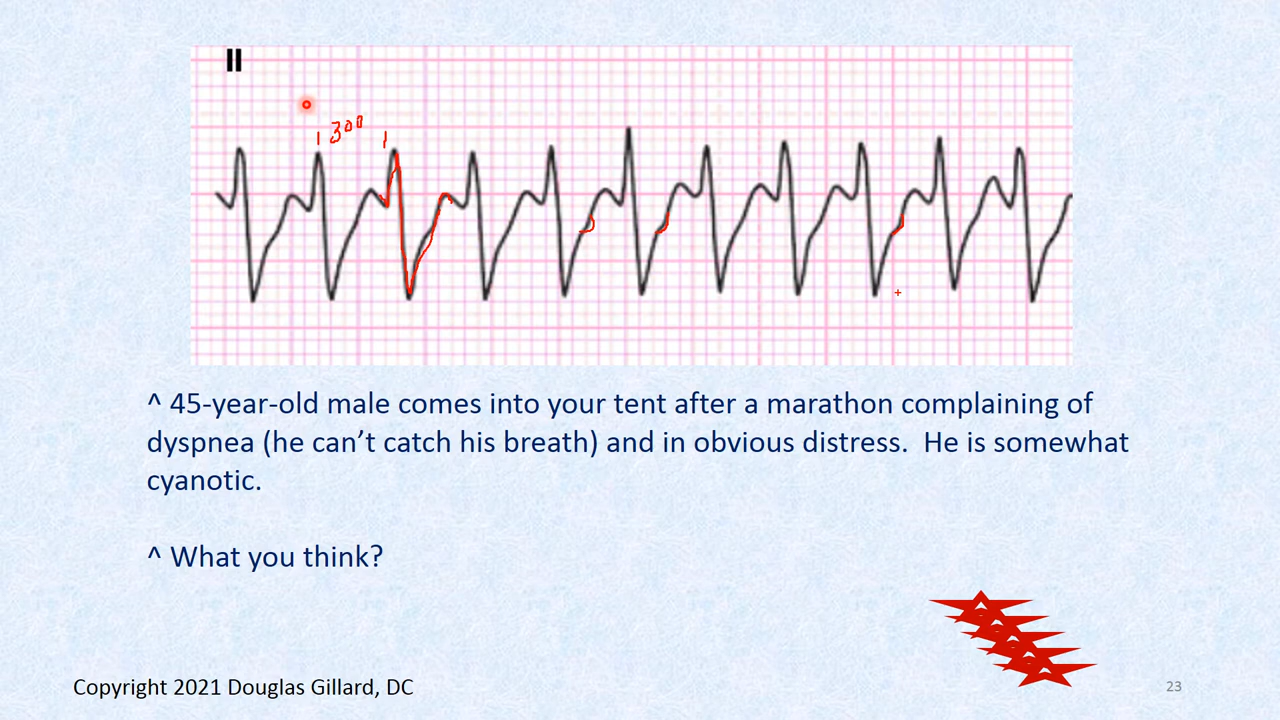 II
300
^ 45-year-old male comes into your tent after a marathon complaining of
dyspnea (he can’t catch his breath) and in obvious distress.  He is somewhat
cyanotic.
^ What you think?
Copyright 2021 Douglas Gillard, DC
23